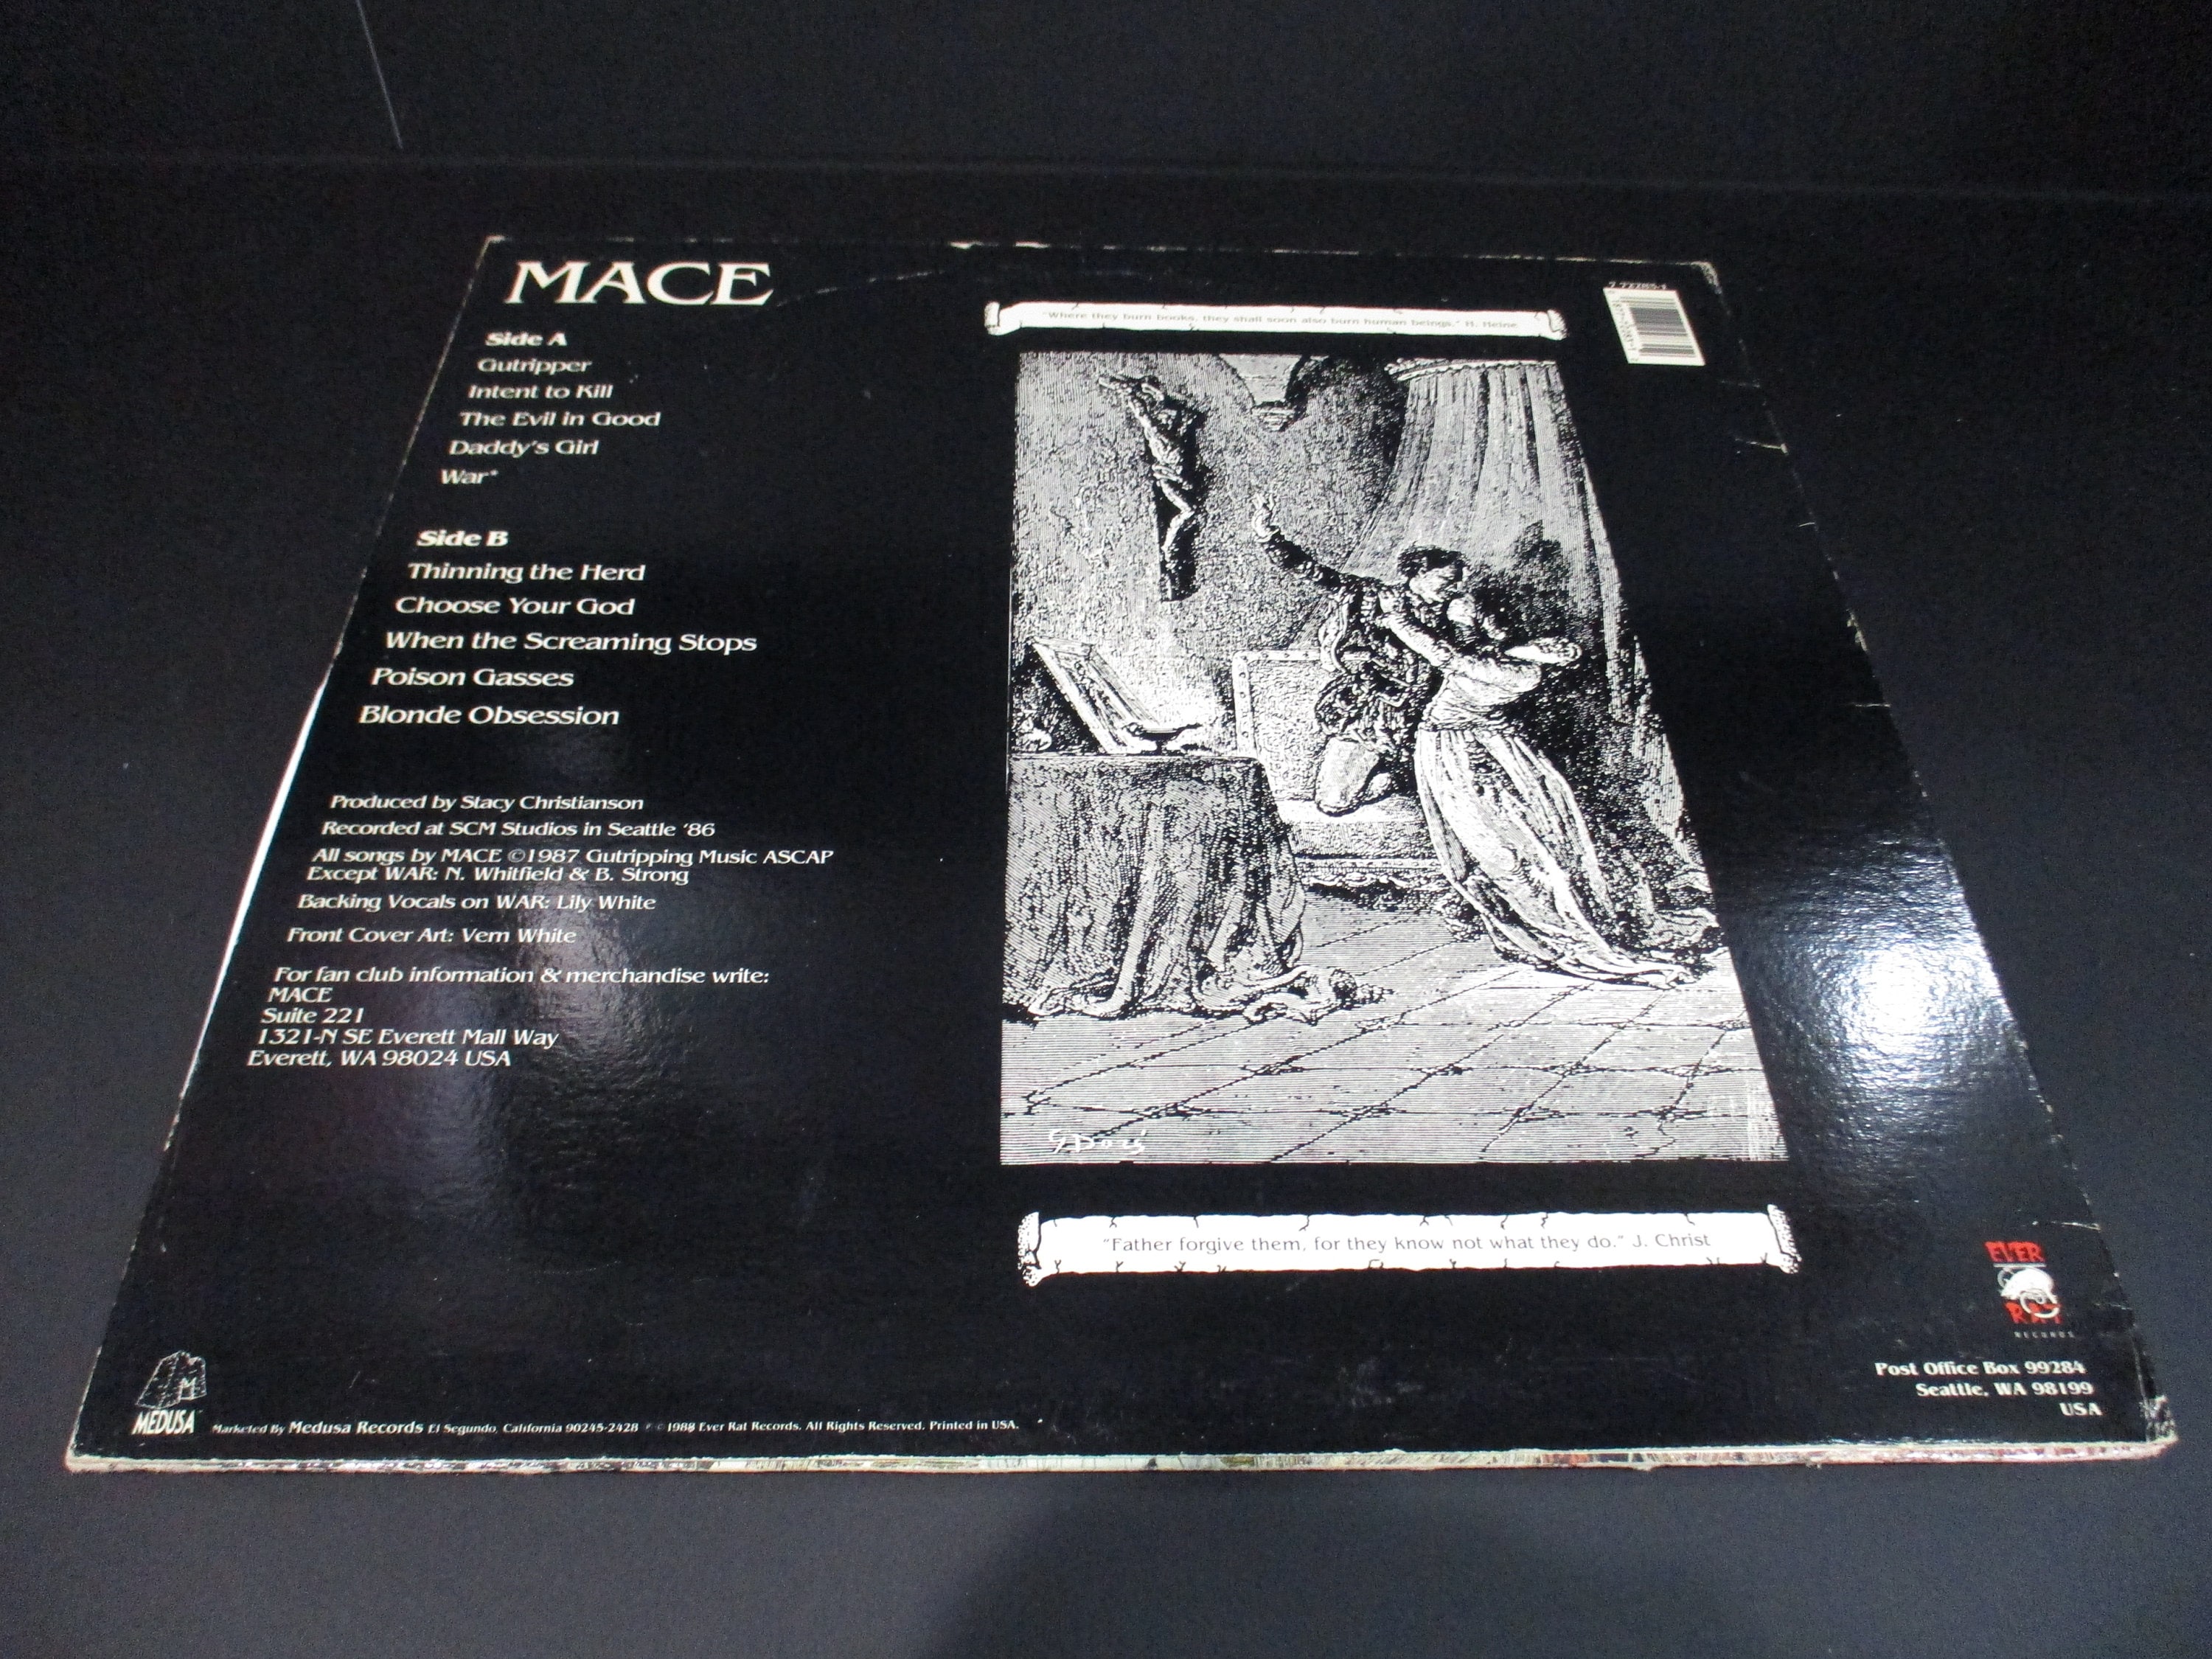 MACE
Side A
Gutripper
Intent to Kill
The Evil in Good
Daddy's Girl
War*
Side B
Thinning the Herd
Choose Your God
When the Screaming Stops
Poison Gasses
Blonde Obsession
Produced by Stacy Christianson
Recorded at SCM Studios in Seattle '86
All songs by MACE ©1987 Gutripping Music ASCAP
Except WAR: N. Whitfield & B. Strong
Backing Vocals on WAR: Lily White
Front Cover Art: Vern White
For fan club information & merchandise write:
MACE
Suite 221
1321-N SE Everett Mall Way
Everett, WA 98024 USA
"Where they burn books, they shall soon also burn human beings." H. Heine
G Doré
"Father forgive them, for they know not what they do." J. Christ
EVER
RAT
RECORDS
Post Office Box 99284
Seattle, WA 98199
USA
M
MEDUSA
Marketed By Medusa Records El Segundo, California 90245-2428 ℗ © 1988 Ever Rat Records. All Rights Reserved. Printed in USA.